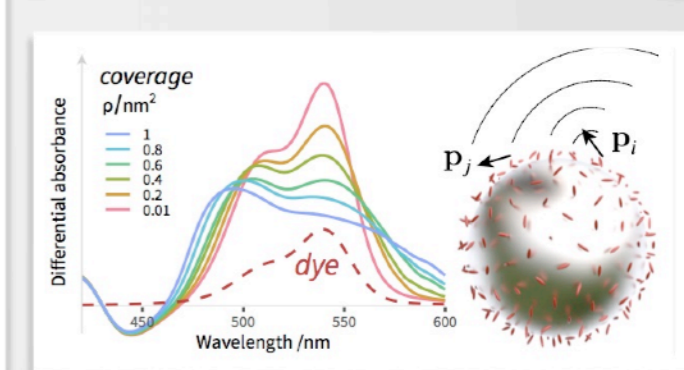 coverage
ρ/nm²
1
0.8
0.6
0.4
0.2
0.01
Differential absorbance
dye
450
500
550
600
Wavelength /nm
p_j
p_i